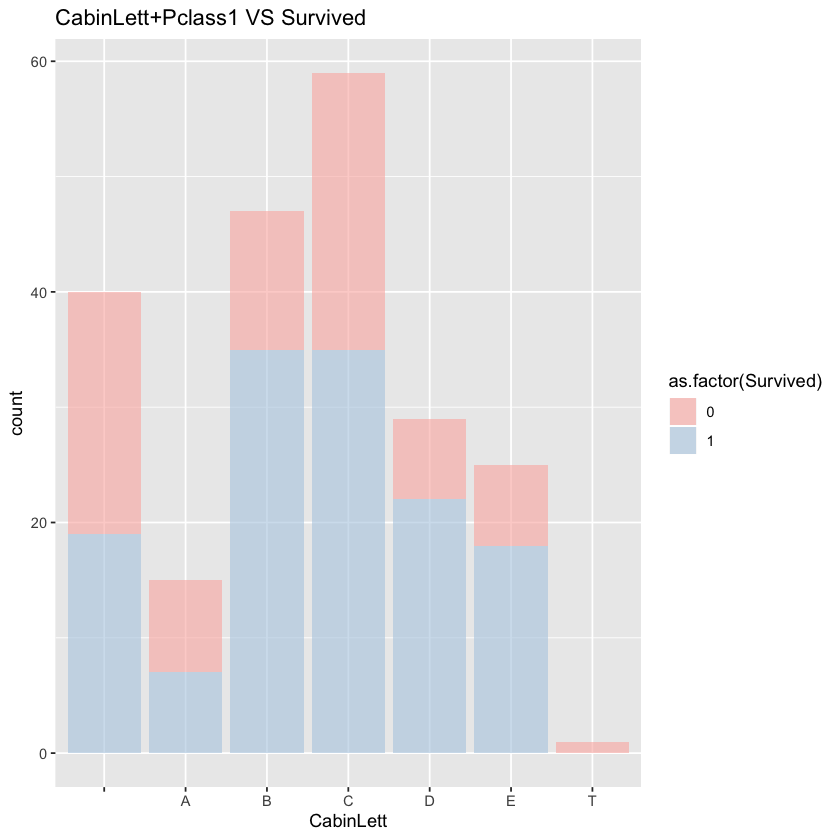 CabinLett+Pclass1 VS Survived
60
40
20
0
count
A B C D E T
CabinLett
as.factor(Survived)
0
1